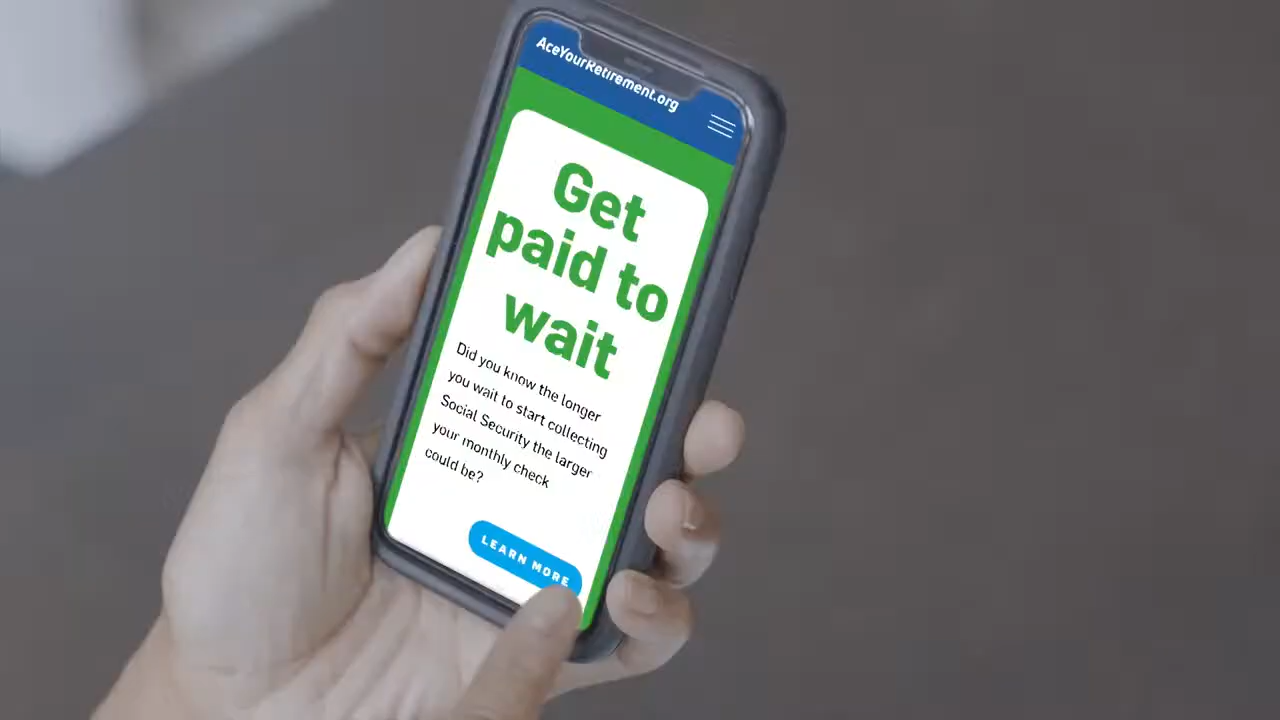 AceYourRetirement.org
Get
paid to
wait
Did you know the longer
you wait to start collecting
Social Security the larger
your monthly check
could be?
LEARN MORE